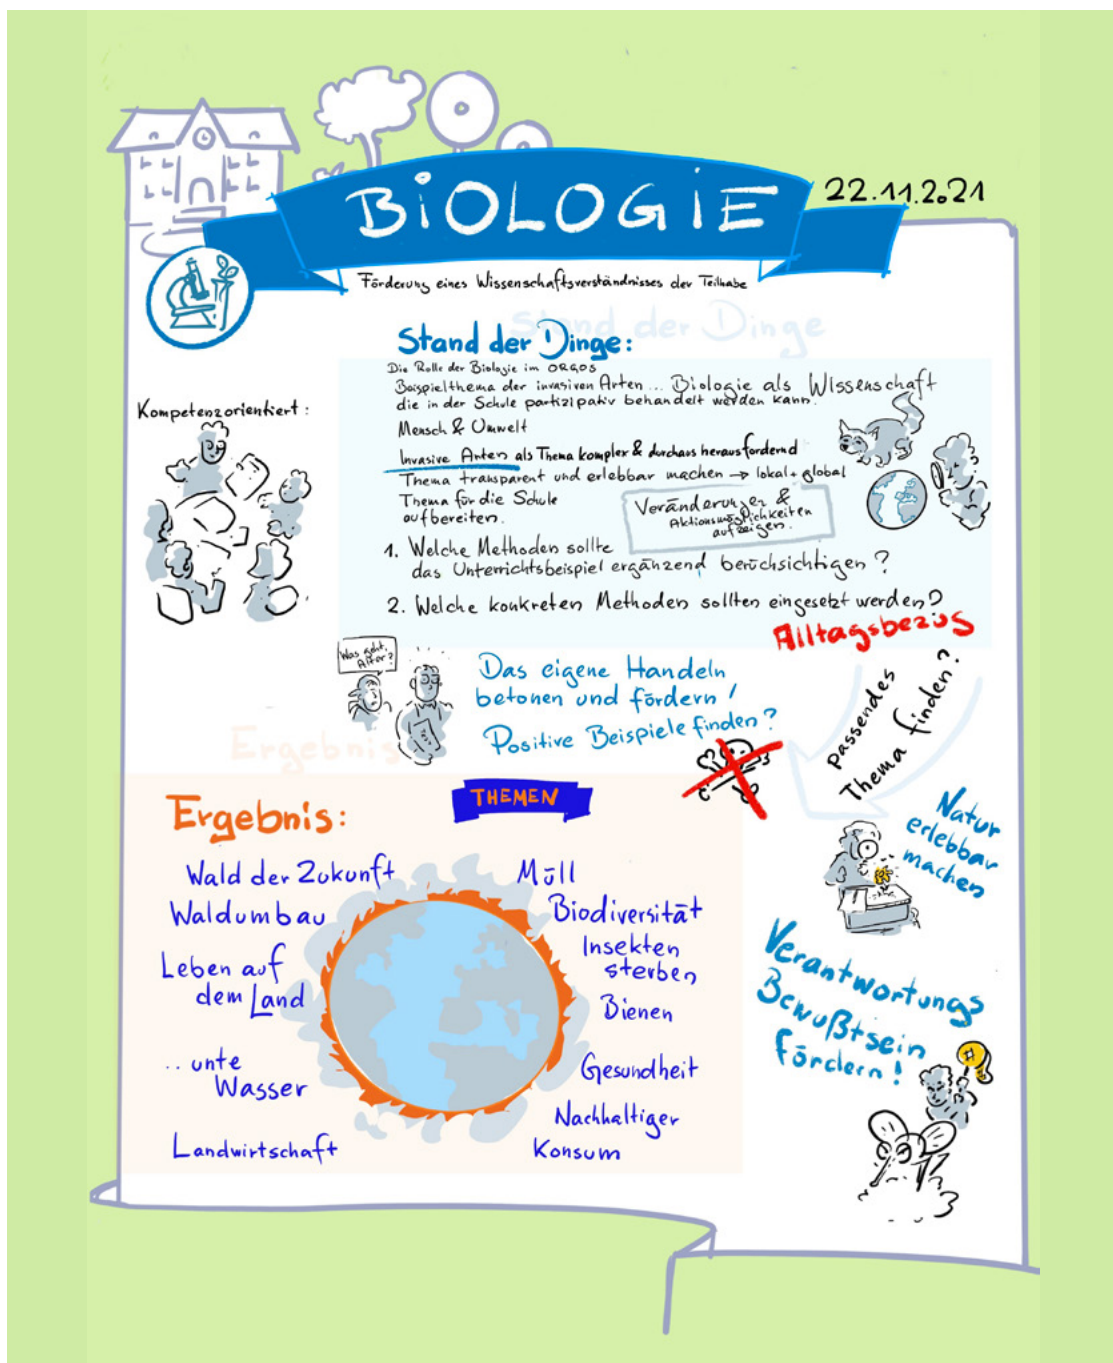 BiOLOGiE
22.11.2021
Förderung eines Wissenschaftsverständnisses der Teilhabe
Stand der Dinge
Stand der Dinge:
Die Rolle der Biologie im ORGOS
Beispielthema der invasiven Arten... Biologie als Wissenschaft
die in der Schule partizipativ behandelt werden kann.
Mensch & Umwelt
Invasive Arten als Thema komplex & durchaus herausfordernd
Thema transparent und erlebbar machen → lokal + global
Thema für die Schule
aufbereiten.
Veränderungen &
Aktionsmöglichkeiten
aufzeigen.
1. Welche Methoden sollte
das Unterrichtsbeispiel ergänzend berücksichtigen?
2. Welche konkreten Methoden sollten eingesetzt werden?
Kompetenzorientiert:
Alltagsbezug
Was geht,
Alter?
Das eigene Handeln
betonen und fördern!
Positive Beispiele finden?
passendes
Thema finden?
Natur
erlebbar
machen
Verantwortungs
Bewußtsein
fördern!
Ergebnis
Ergebnis:
THEMEN
Wald der Zukunft
Waldumbau
Leben auf
dem Land
..unte
Wasser
Landwirtschaft
Müll
Biodiversität
Insekten
sterben
Bienen
Gesundheit
Nachhaltiger
Konsum